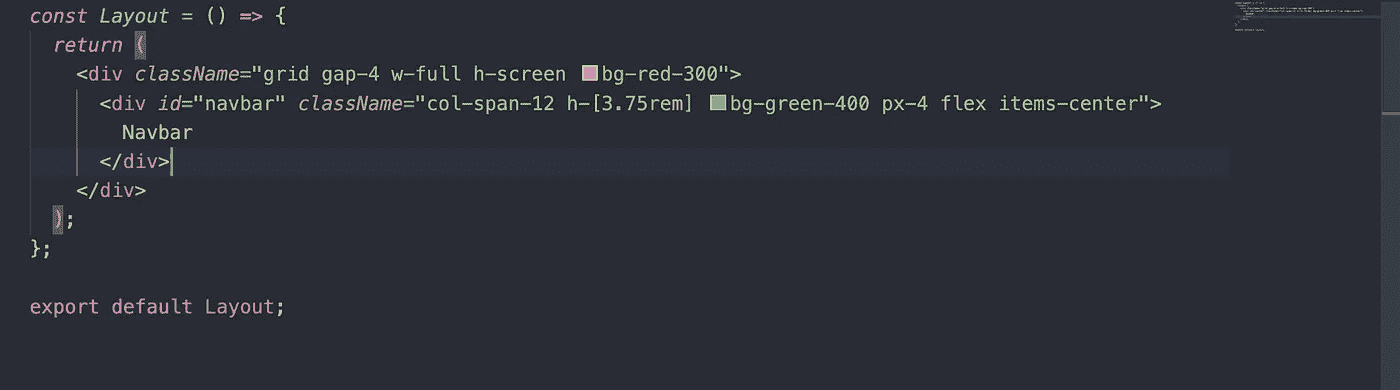 const Layout = () => {
  return (
    <div className="grid gap-4 w-full h-screen bg-red-300">
      <div id="navbar" className="col-span-12 h-[3.75rem] bg-green-400 px-4 flex items-center">
        Navbar
      </div>
    </div>
  );
};

export default Layout;